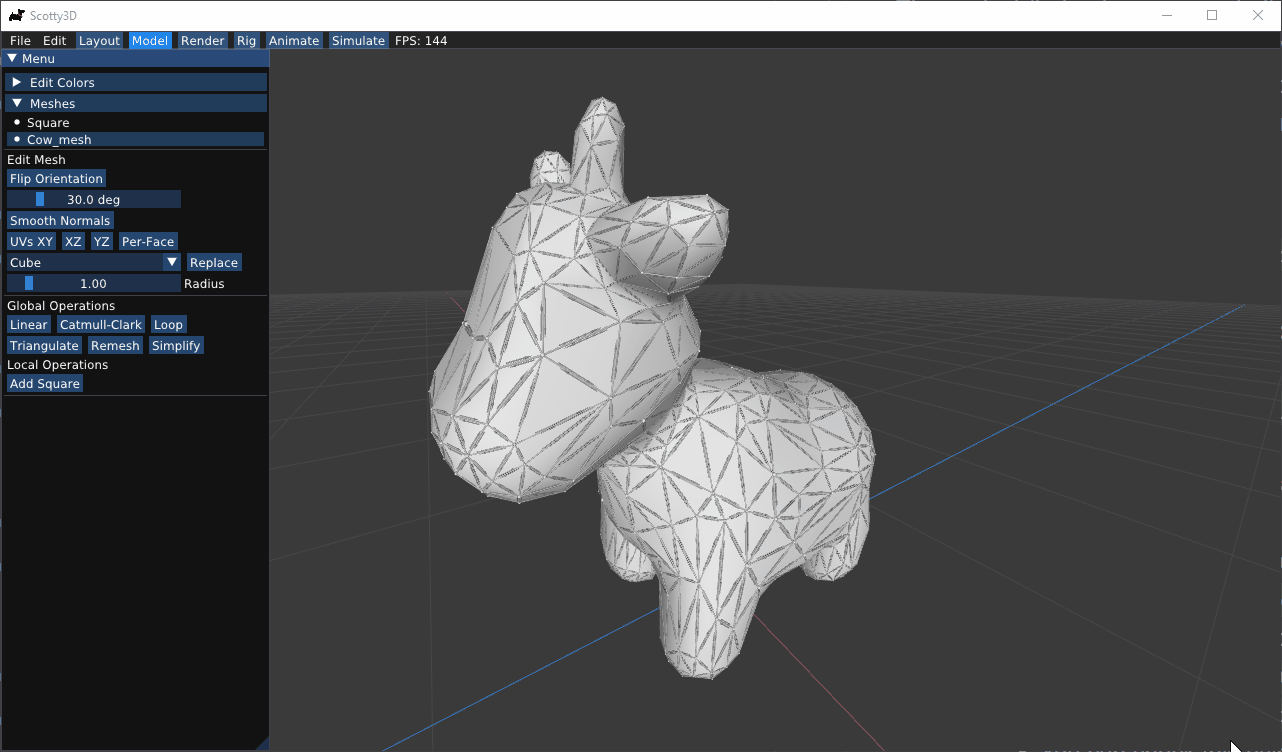 Scotty3D
File Edit Layout Model Render Rig Animate Simulate FPS: 144
Menu
Edit Colors
Meshes
Square
Cow_mesh
Edit Mesh
Flip Orientation
30.0 deg
Smooth Normals
UVs XY XZ YZ Per-Face
Cube Replace
1.00 Radius
Global Operations
Linear Catmull-Clark Loop
Triangulate Remesh Simplify
Local Operations
Add Square